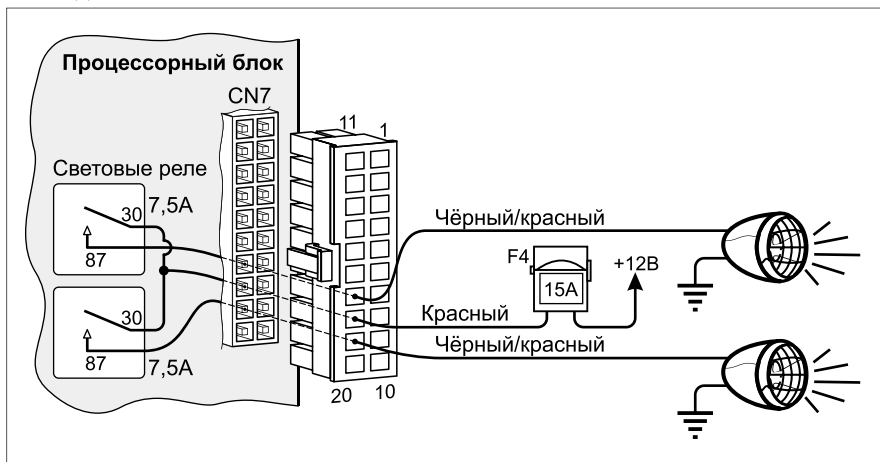 Процессорный блок
CN7
11
1
Световые реле
30
7,5А
87
30
87
7,5А
Чёрный/красный
F4
15А
+12В
Красный
Чёрный/красный
20
10